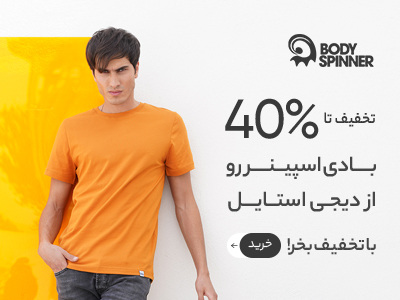 BODY
SPINNER
تخفیف تا 40%
بادی اسپینر رو
از دیجی استایل
با تخفیف بخر!
خرید